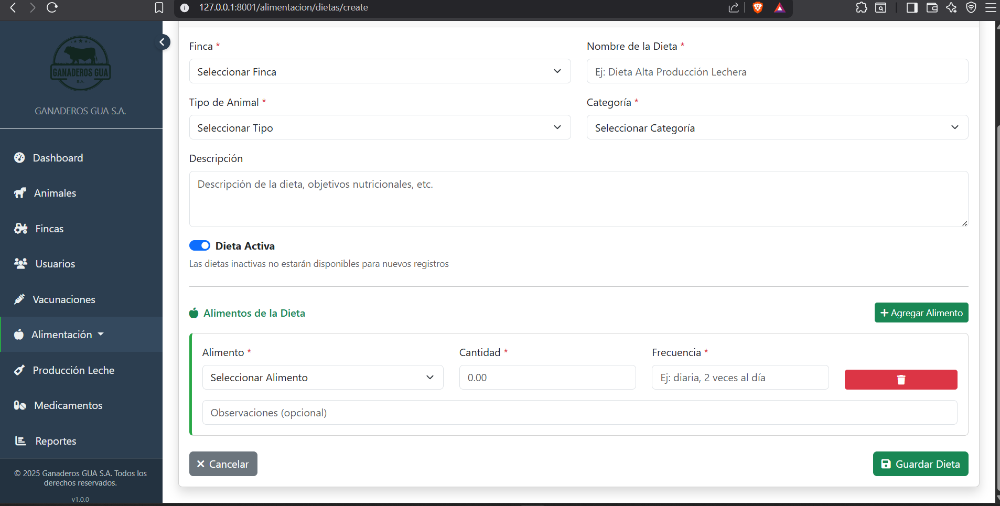 127.0.0.1:8001/alimentacion/dietas/create
GANADEROS GUA
S.A.
GANADEROS GUA S.A.
Dashboard
Animales
Fincas
Usuarios
Vacunaciones
Alimentación
Producción Leche
Medicamentos
Reportes
© 2025 Ganaderos GUA S.A. Todos los
derechos reservados.
v1.0.0
Finca *
Seleccionar Finca
Nombre de la Dieta *
Ej: Dieta Alta Producción Lechera
Tipo de Animal *
Seleccionar Tipo
Categoría *
Seleccionar Categoría
Descripción
Descripción de la dieta, objetivos nutricionales, etc.
Dieta Activa
Las dietas inactivas no estarán disponibles para nuevos registros
Alimentos de la Dieta
Agregar Alimento
Alimento *
Seleccionar Alimento
Cantidad *
0.00
Frecuencia *
Ej: diaria, 2 veces al día
Observaciones (opcional)
Cancelar
Guardar Dieta